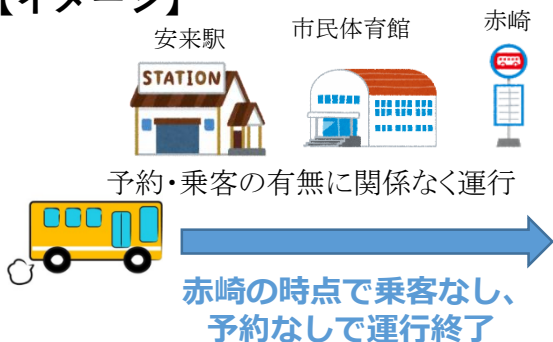 【イメージ】
安来駅
市民体育館
赤崎
STATION
予約・乗客の有無に関係なく運行
赤崎の時点で乗客なし、
予約なしで運行終了